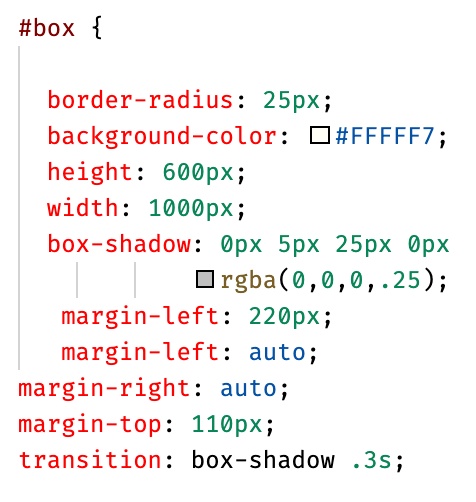 #box {
border-radius: 25px;
background-color: #FFFFF7;
height: 600px;
width: 1000px;
box-shadow: 0px 5px 25px 0px
rgba(0,0,0,.25);
margin-left: 220px;
margin-left: auto;
margin-right: auto;
margin-top: 110px;
transition: box-shadow .3s;